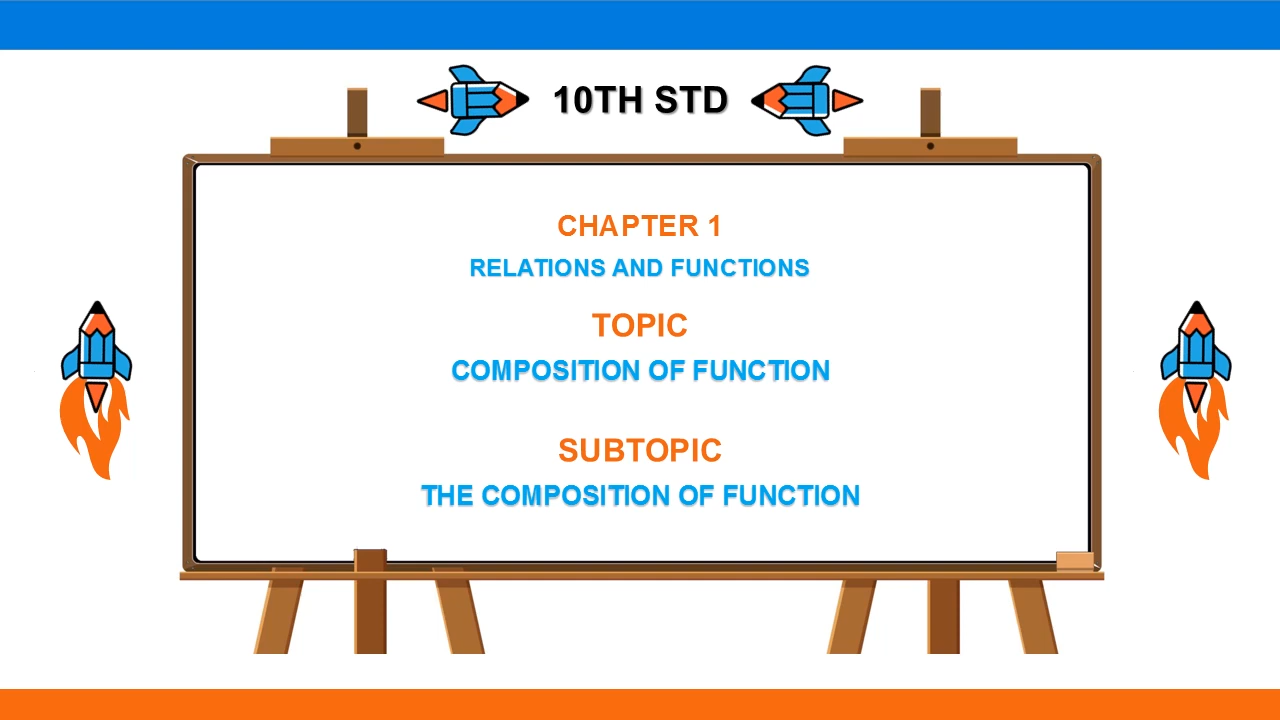 10TH STD
CHAPTER 1
RELATIONS AND FUNCTIONS
TOPIC
COMPOSITION OF FUNCTION
SUBTOPIC
THE COMPOSITION OF FUNCTION